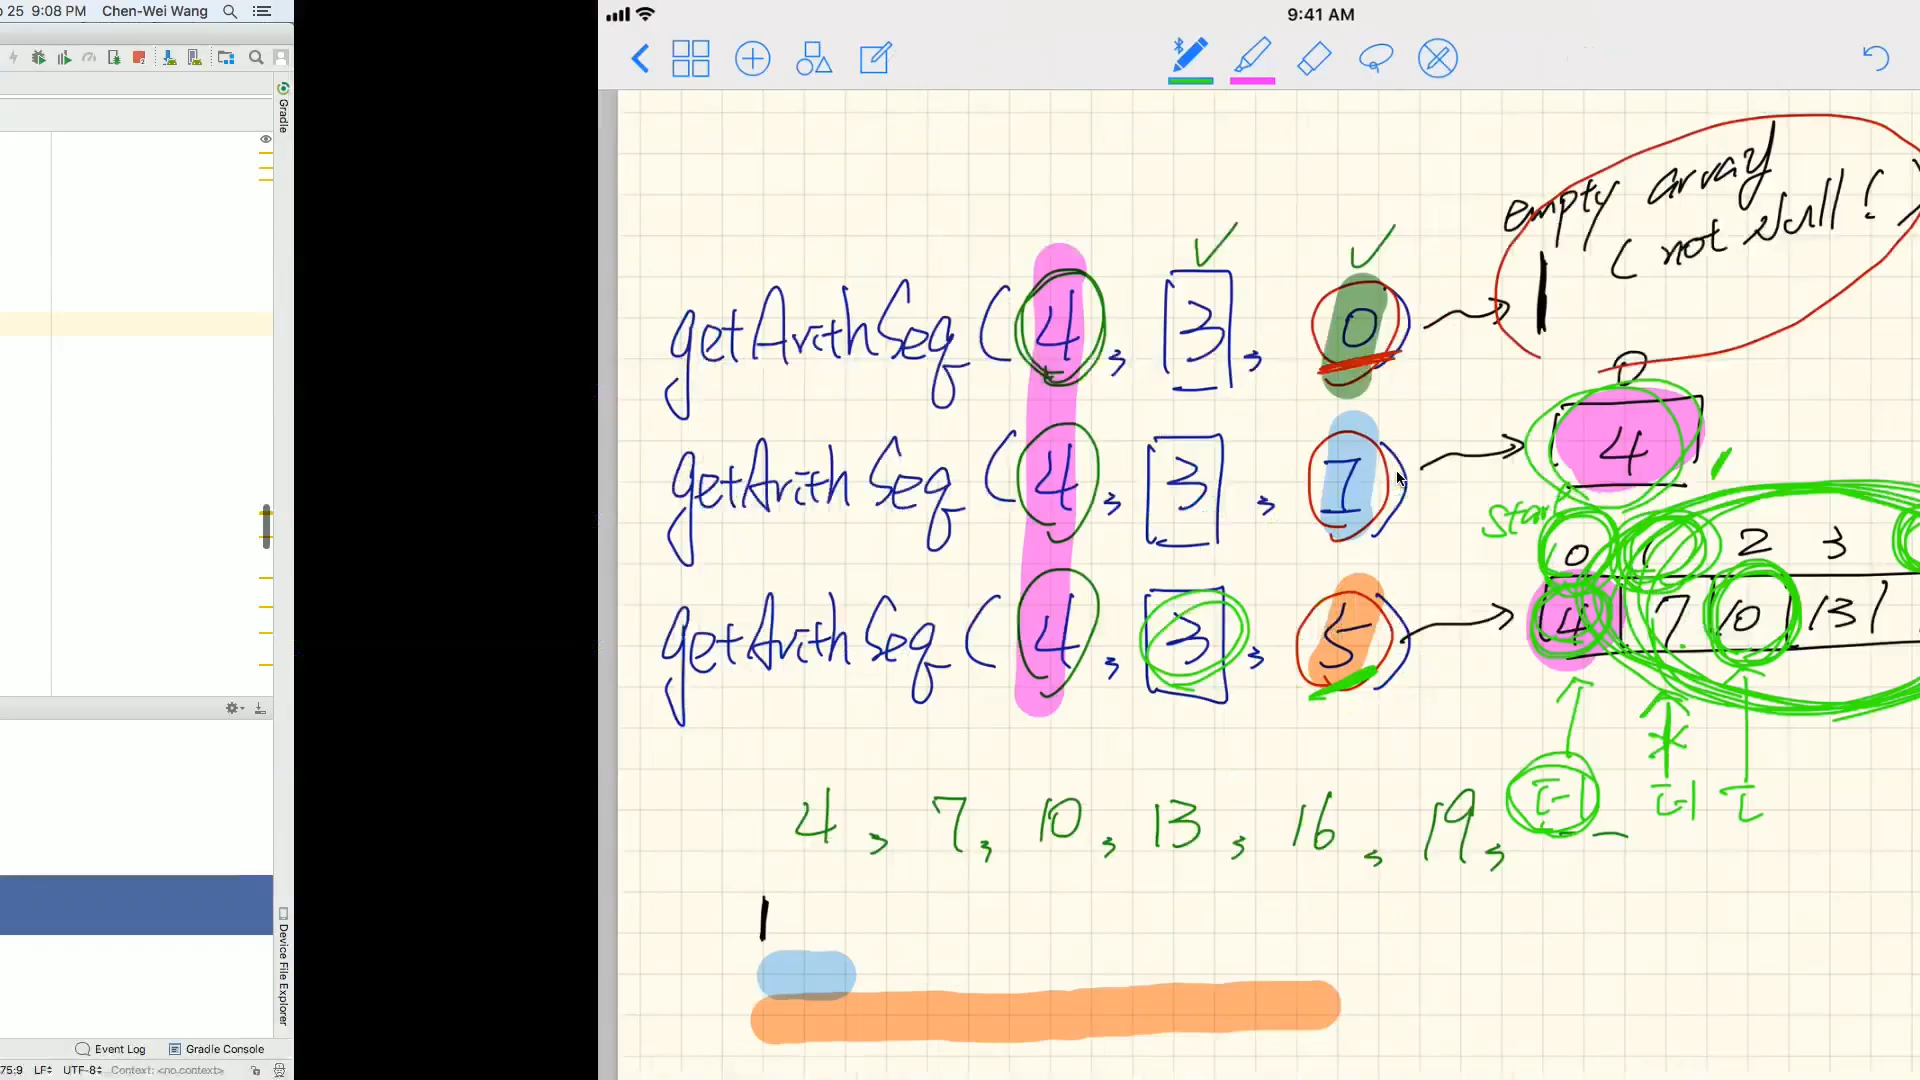 25 9:08 PM Chen-Wei Wang
9:41 AM
Gradle
empty array
( not Null! )
getArithSeq ( 4, 3, 0 ) →
0
getArithSeq ( 4, 3, 1 ) → 4
start
0 1 2 3
getArithSeq ( 4, 3, 5 ) → 4 7 10 13
i-1 i-1 i
4, 7, 10, 13, 16, 19, - -
Device File Explorer
Event Log Gradle Console
75:9 LF UTF-8 Context: <no context>